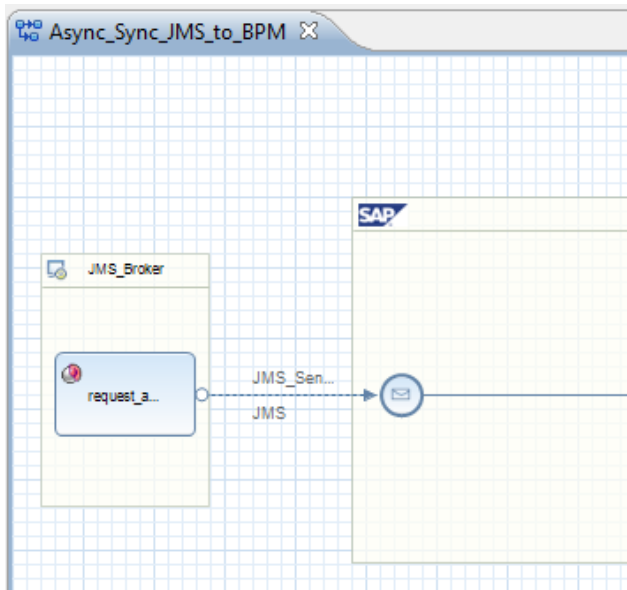 Async_Sync_JMS_to_BPM
SAP
JMS_Broker
JMS_Sen...
request_a...
JMS